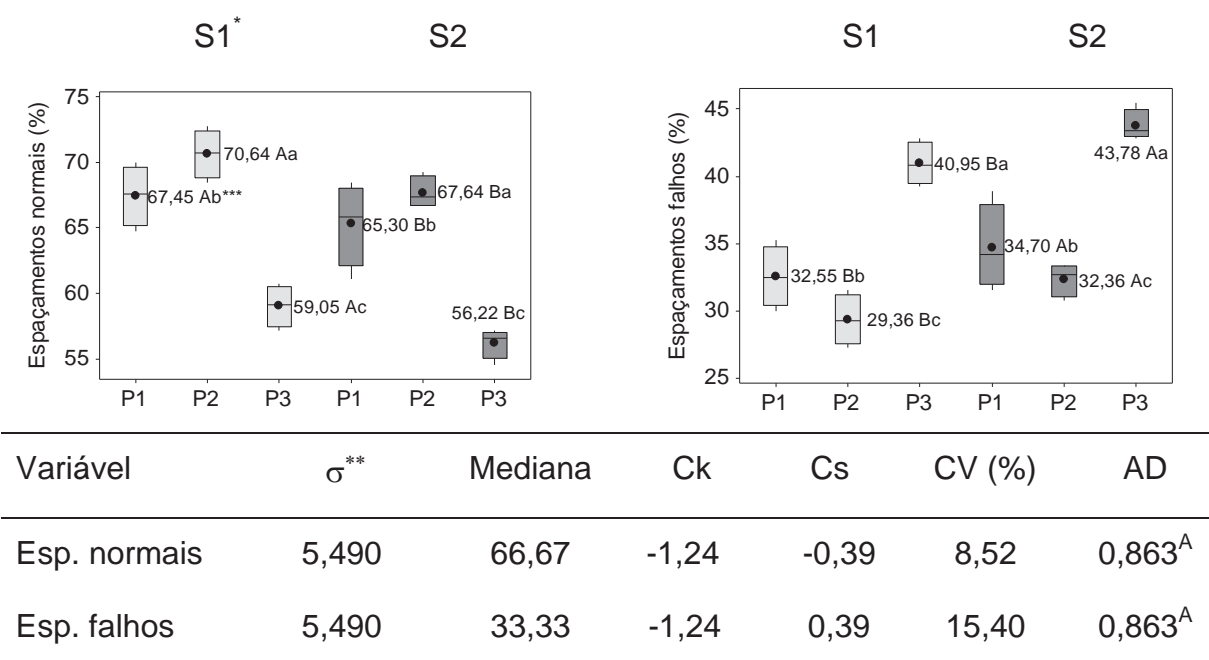 S1* S2
Espaçamentos normais (%)
75
70
65
60
55
70,64 Aa
67,45 Ab***
67,64 Ba
65,30 Bb
59,05 Ac
56,22 Bc
P1 P2 P3 P1 P2 P3
S1 S2
Espaçamentos falhos (%)
45
40
35
30
25
43,78 Aa
40,95 Ba
34,70 Ab
32,55 Bb
32,36 Ac
29,36 Bc
P1 P2 P3 P1 P2 P3
Variável σ** Mediana Ck Cs CV (%) AD
Esp. normais 5,490 66,67 -1,24 -0,39 8,52 0,863A
Esp. falhos 5,490 33,33 -1,24 0,39 15,40 0,863A